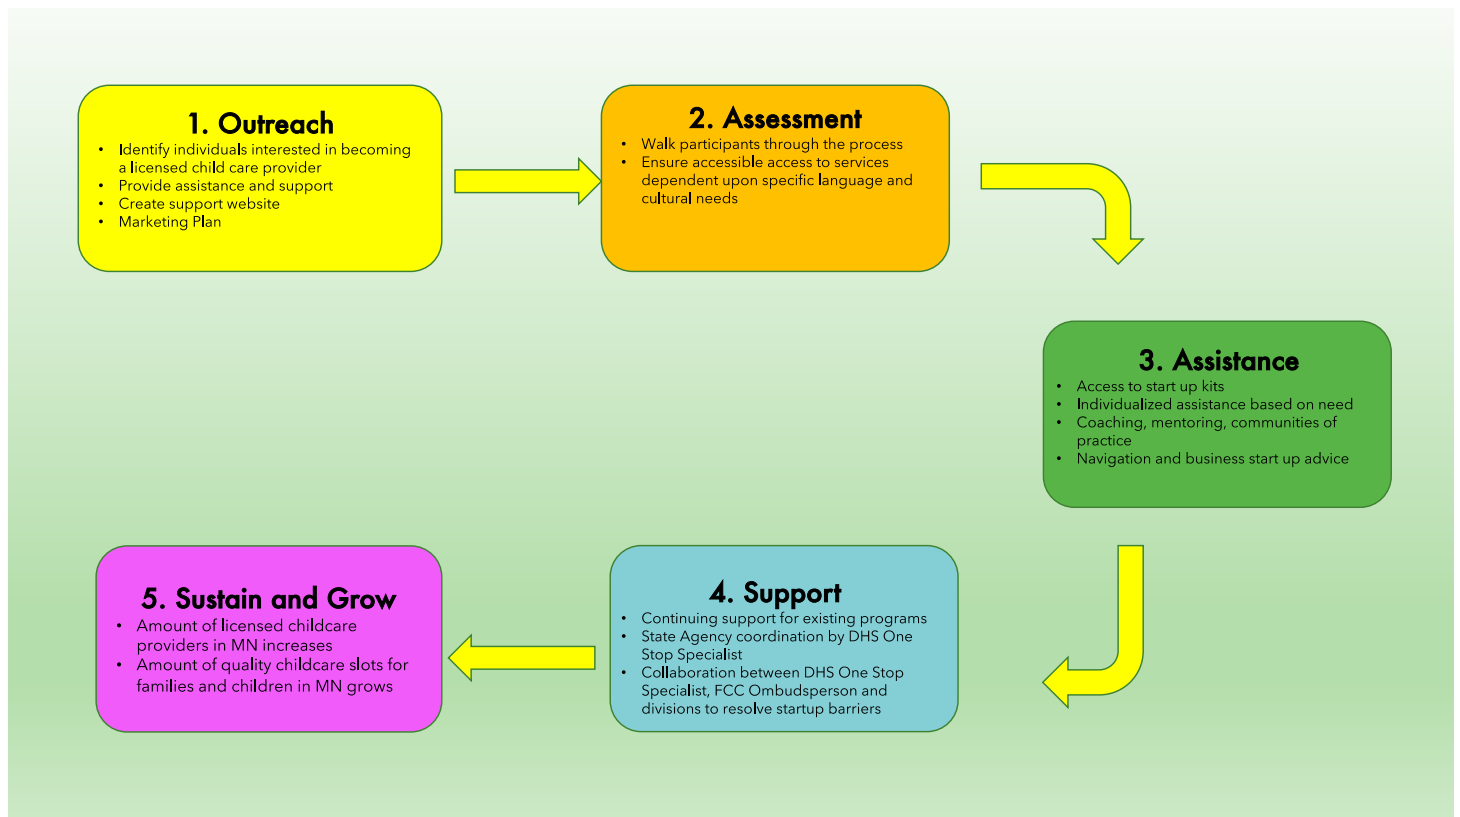 1. Outreach
• Identify individuals interested in becoming
a licensed child care provider
• Provide assistance and support
• Create support website
• Marketing Plan
2. Assessment
• Walk participants through the process
• Ensure accessible access to services
dependent upon specific language and
cultural needs
3. Assistance
• Access to start up kits
• Individualized assistance based on need
• Coaching, mentoring, communities of
practice
• Navigation and business start up advice
4. Support
• Continuing support for existing programs
• State Agency coordination by DHS One
Stop Specialist
• Collaboration between DHS One Stop
Specialist, FCC Ombudsperson and
divisions to resolve startup barriers
5. Sustain and Grow
• Amount of licensed childcare
providers in MN increases
• Amount of quality childcare slots for
families and children in MN grows